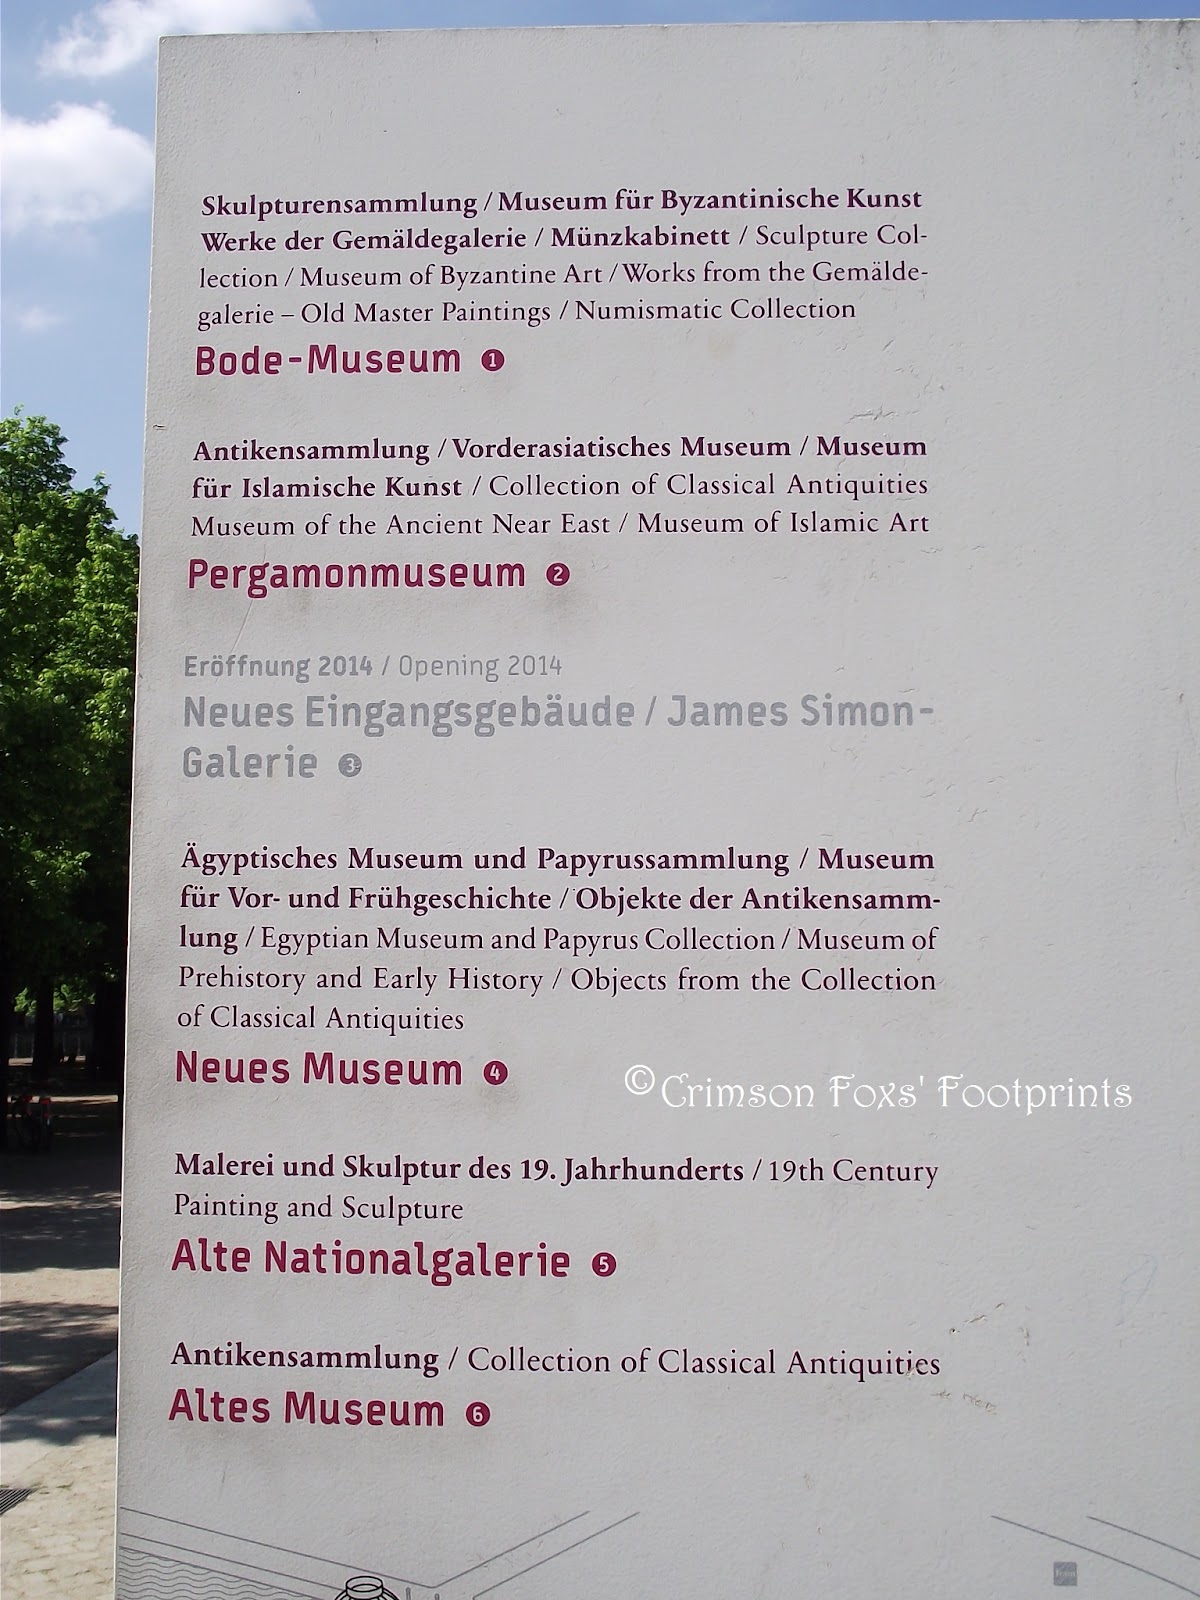 Skulpturensammlung / Museum für Byzantinische Kunst
Werke der Gemäldegalerie / Münzkabinett / Sculpture Col-
lection / Museum of Byzantine Art / Works from the Gemälde-
galerie – Old Master Paintings / Numismatic Collection
Bode-Museum 1
Antikensammlung / Vorderasiatisches Museum / Museum
für Islamische Kunst / Collection of Classical Antiquities
Museum of the Ancient Near East / Museum of Islamic Art
Pergamonmuseum 2
Eröffnung 2014 / Opening 2014
Neues Eingangsgebäude / James Simon-
Galerie 3
Ägyptisches Museum und Papyrussammlung / Museum
für Vor- und Frühgeschichte / Objekte der Antikensamm-
lung / Egyptian Museum and Papyrus Collection / Museum of
Prehistory and Early History / Objects from the Collection
of Classical Antiquities
Neues Museum 4
©Crimson Foxs' Footprints
Malerei und Skulptur des 19. Jahrhunderts / 19th Century
Painting and Sculpture
Alte Nationalgalerie 5
Antikensammlung / Collection of Classical Antiquities
Altes Museum 6